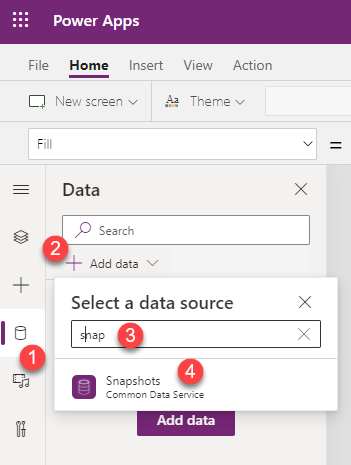 Power Apps
File Home Insert View Action
New screen Theme
Fill =
Data
Search
2 Add data
Select a data source
snap 3
1
4
Snapshots
Common Data Service
Add data